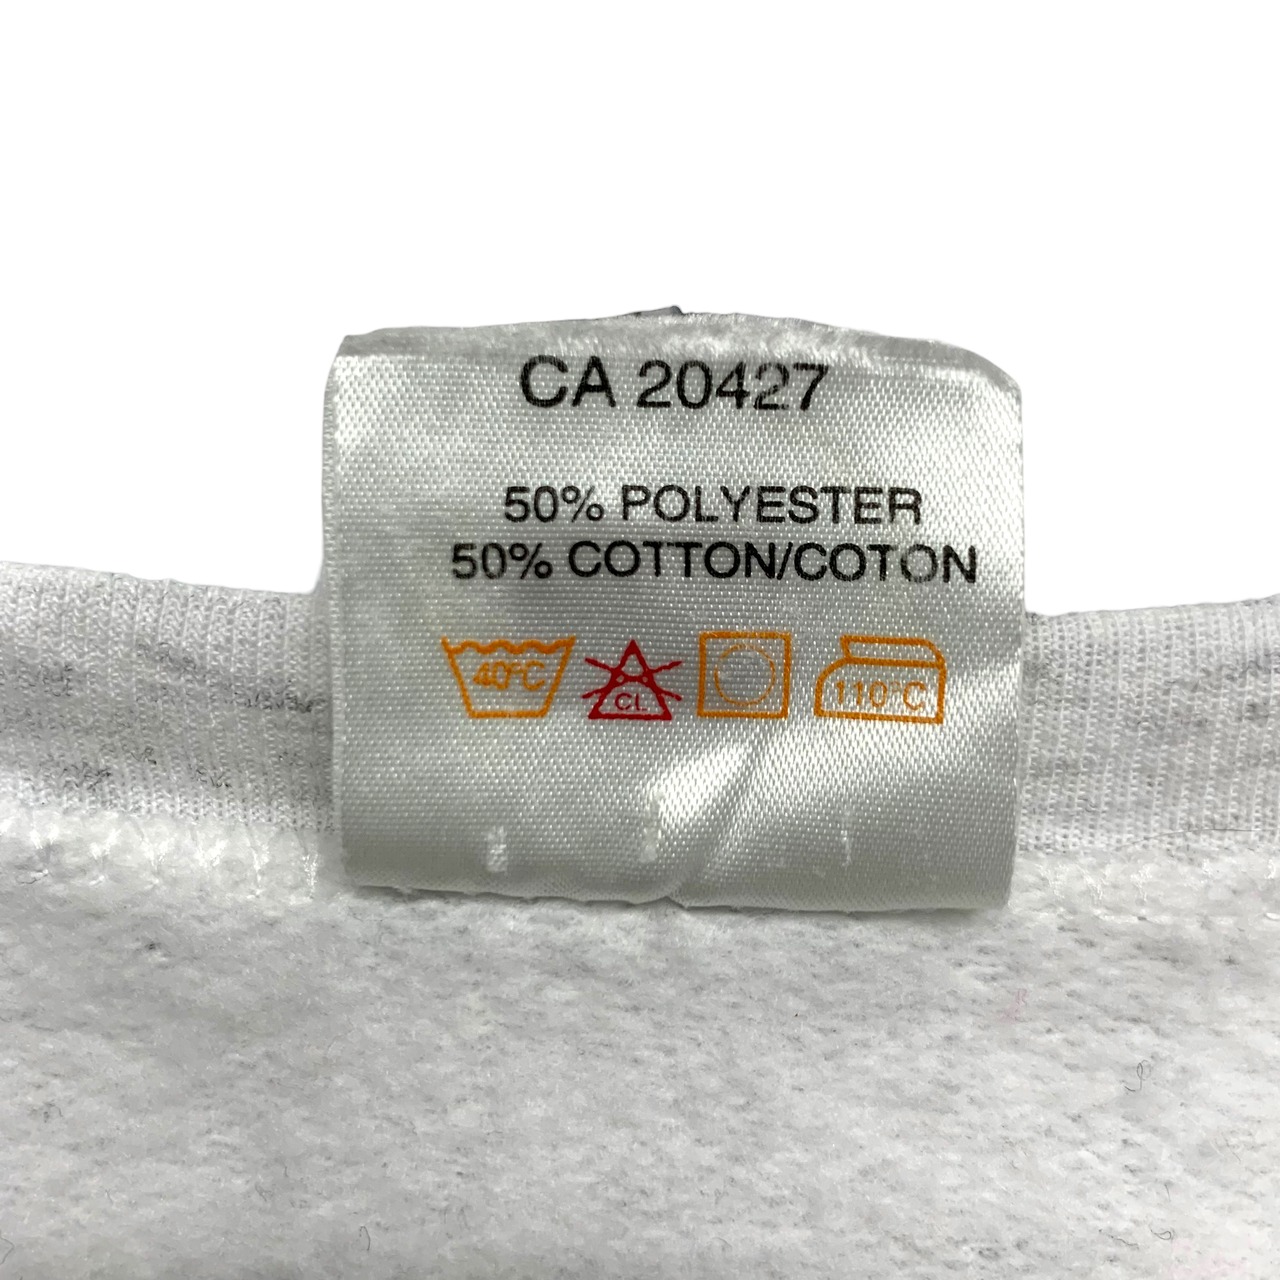 CA 20427
50% POLYESTER
50% COTTON/COTON
40°C CL 110°C